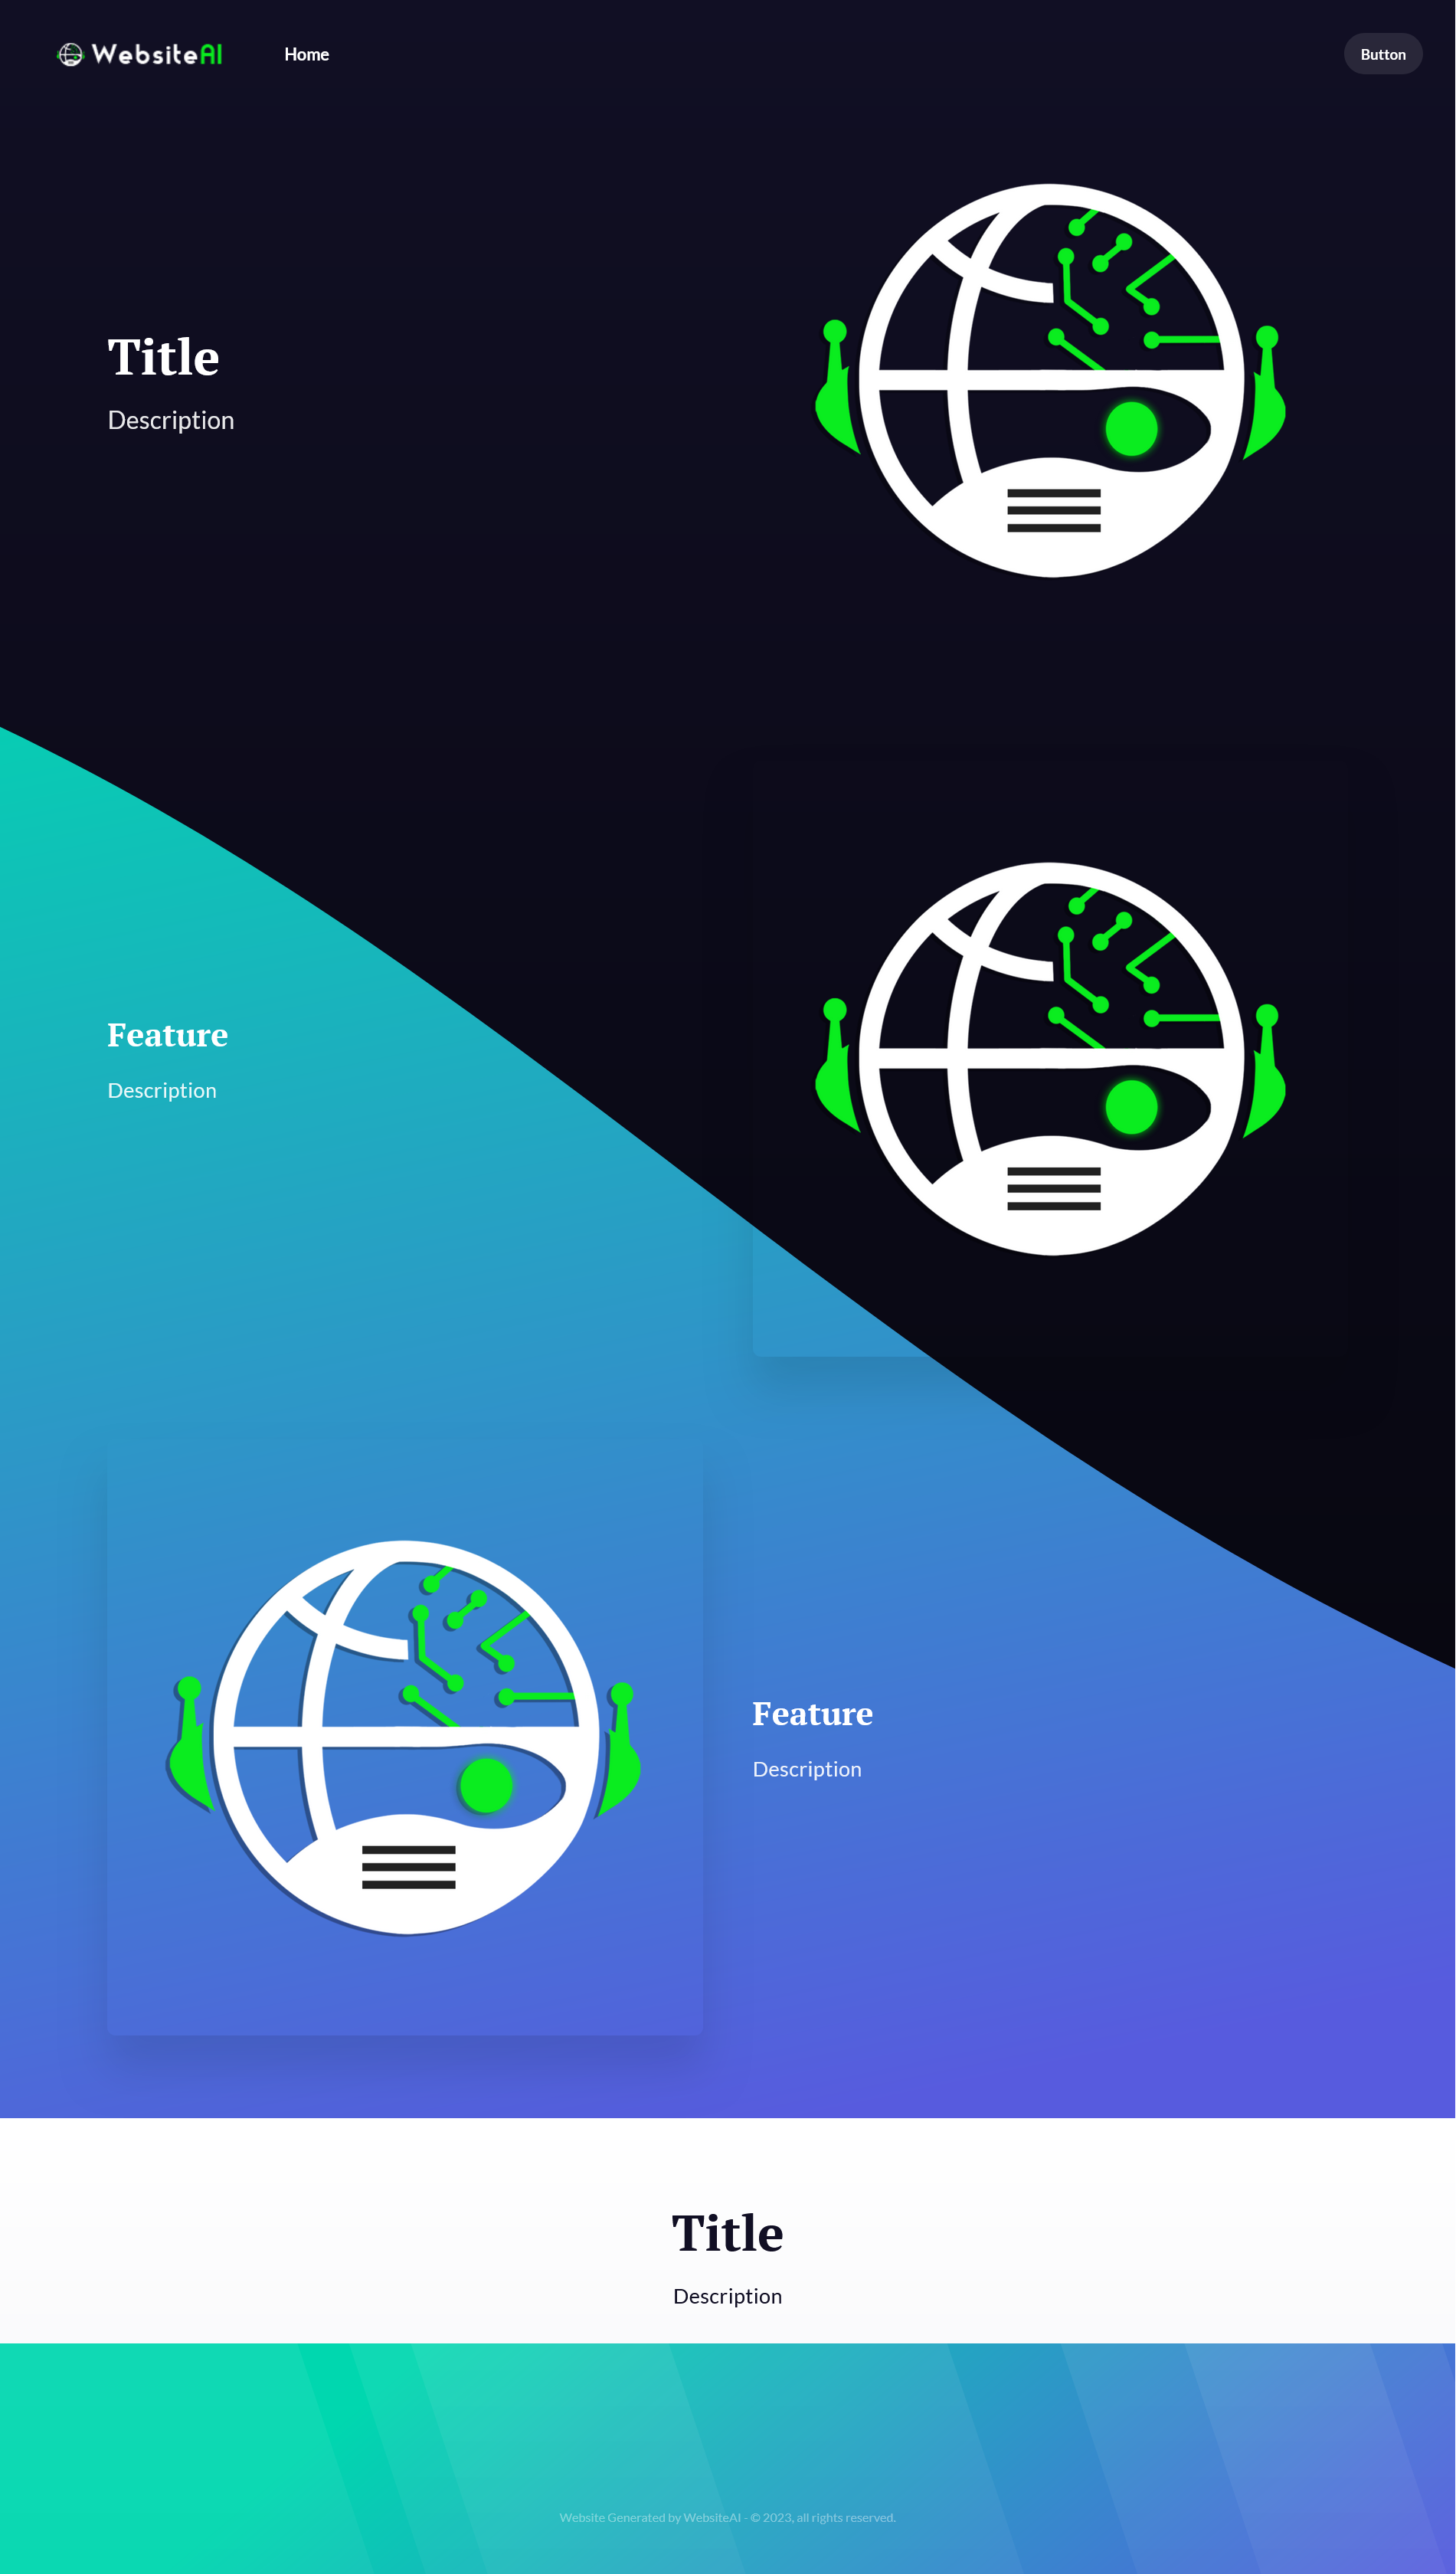 WebsiteAI
Home
Button
Title
Description
Feature
Description
Feature
Description
Title
Description
Website Generated by WebsiteAI - © 2023, all rights reserved.